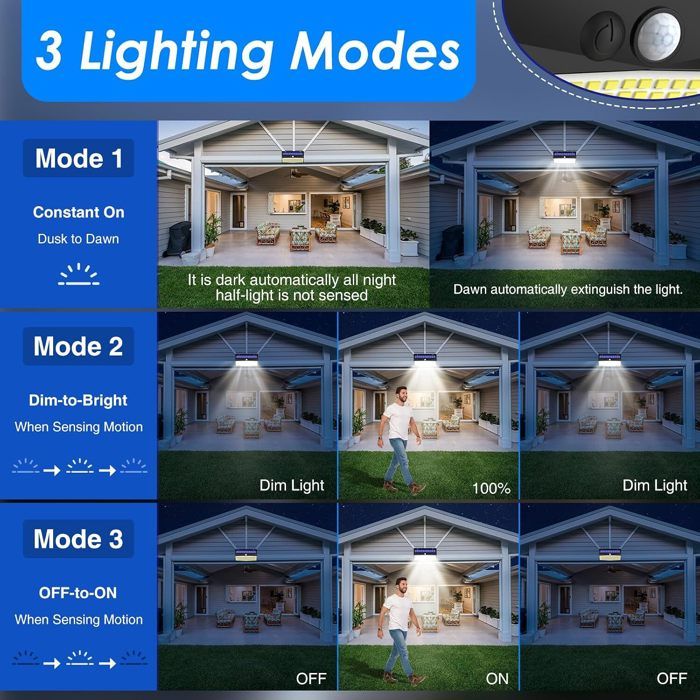 3 Lighting Modes
Mode 1
Constant On
Dusk to Dawn
It is dark automatically all night
half-light is not sensed
Dawn automatically extinguish the light.
Mode 2
Dim-to-Bright
When Sensing Motion
Dim Light
100%
Dim Light
Mode 3
OFF-to-ON
When Sensing Motion
OFF
ON
OFF